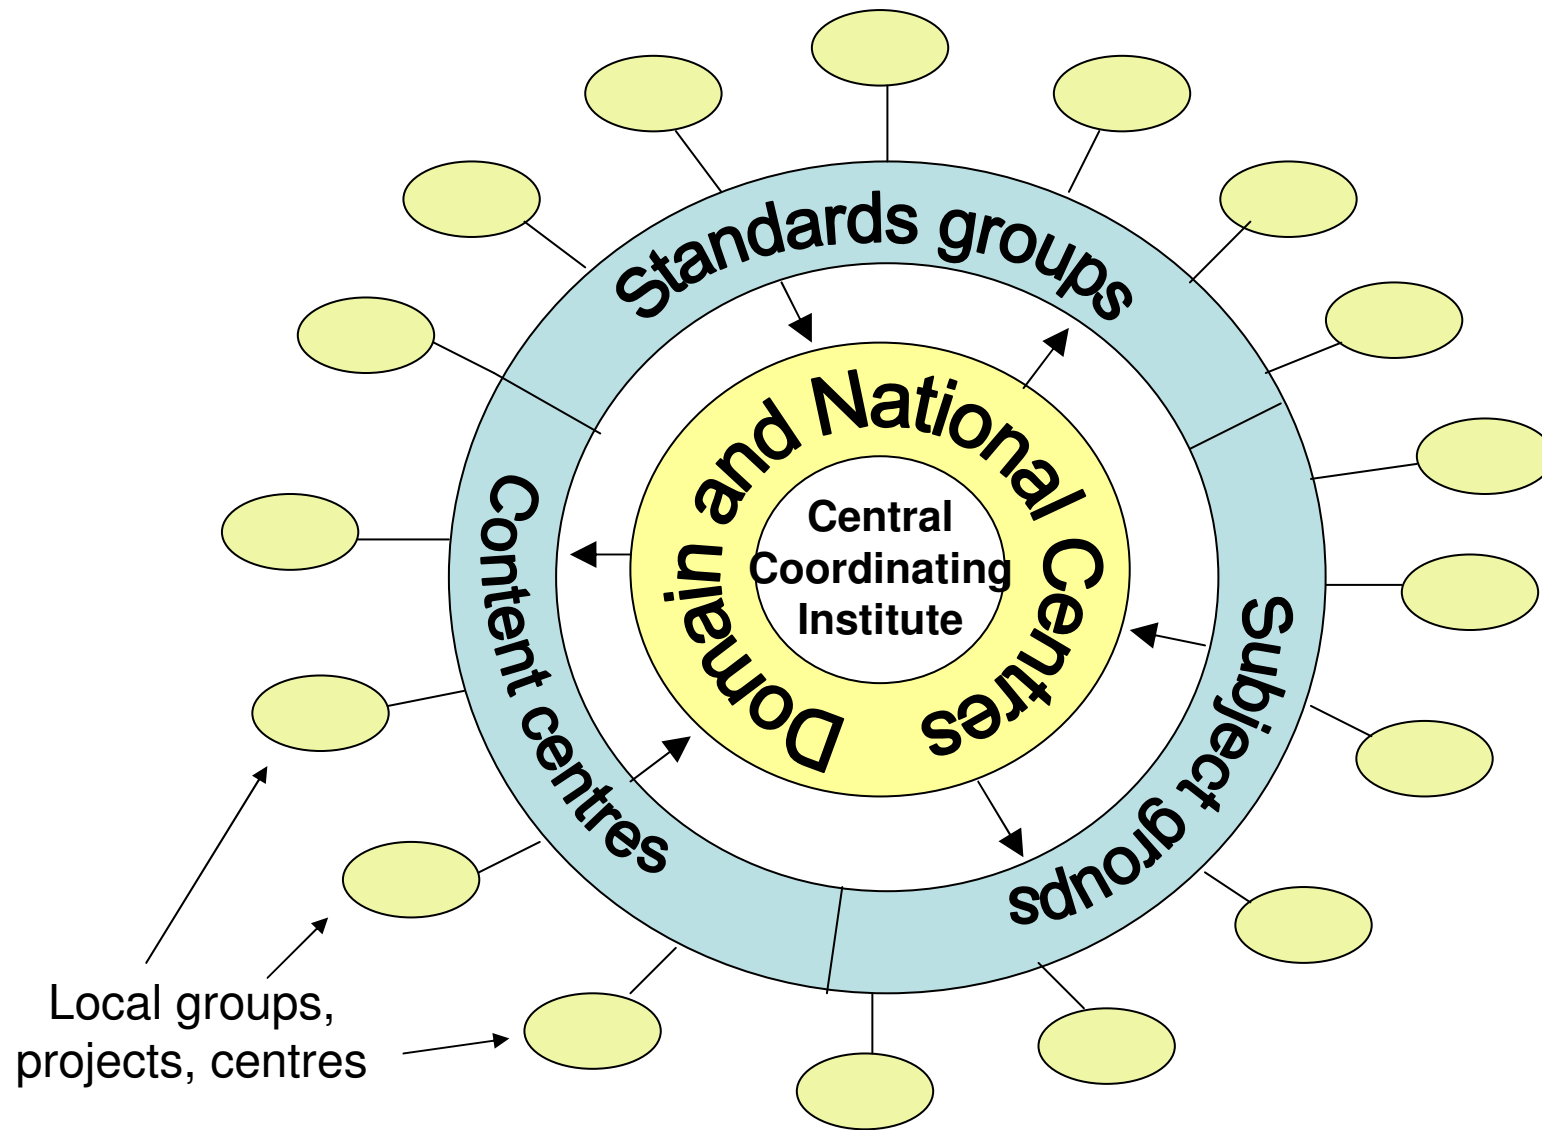 Standards groups
Domain and National Centres
Central
Coordinating
Institute
Content centres
Subject groups
Local groups,
projects, centres